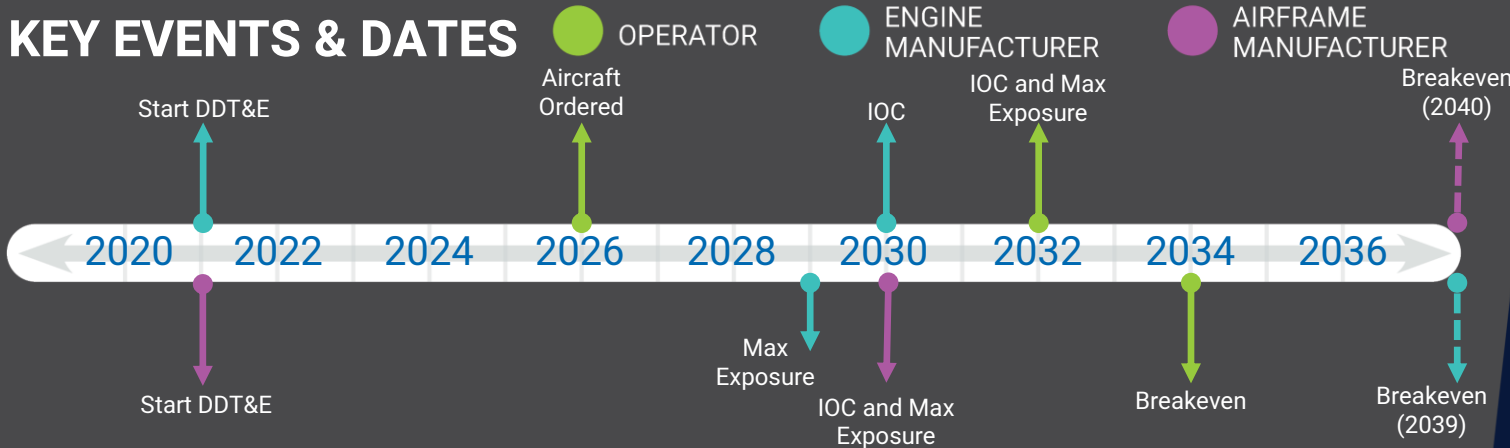 KEY EVENTS & DATES
OPERATOR
ENGINE
MANUFACTURER
AIRFRAME
MANUFACTURER
Start DDT&E
Aircraft
Ordered
IOC
IOC and Max
Exposure
Breakeven
(2040)
2020 2022 2024 2026 2028 2030 2032 2034 2036
Start DDT&E
Max
Exposure
IOC and Max
Exposure
Breakeven
Breakeven
(2039)